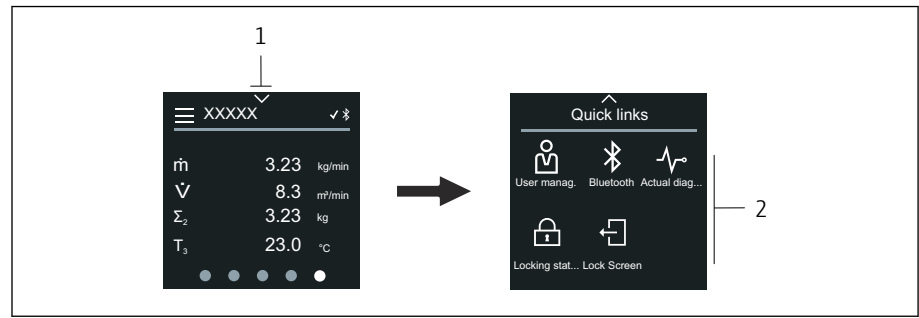 1
XXXXX
ṁ 3.23 kg/min
V̇ 8.3 m³/min
Σ₂ 3.23 kg
T₃ 23.0 °C
Quick links
User manag. Bluetooth Actual diag...
Locking stat... Lock Screen
2